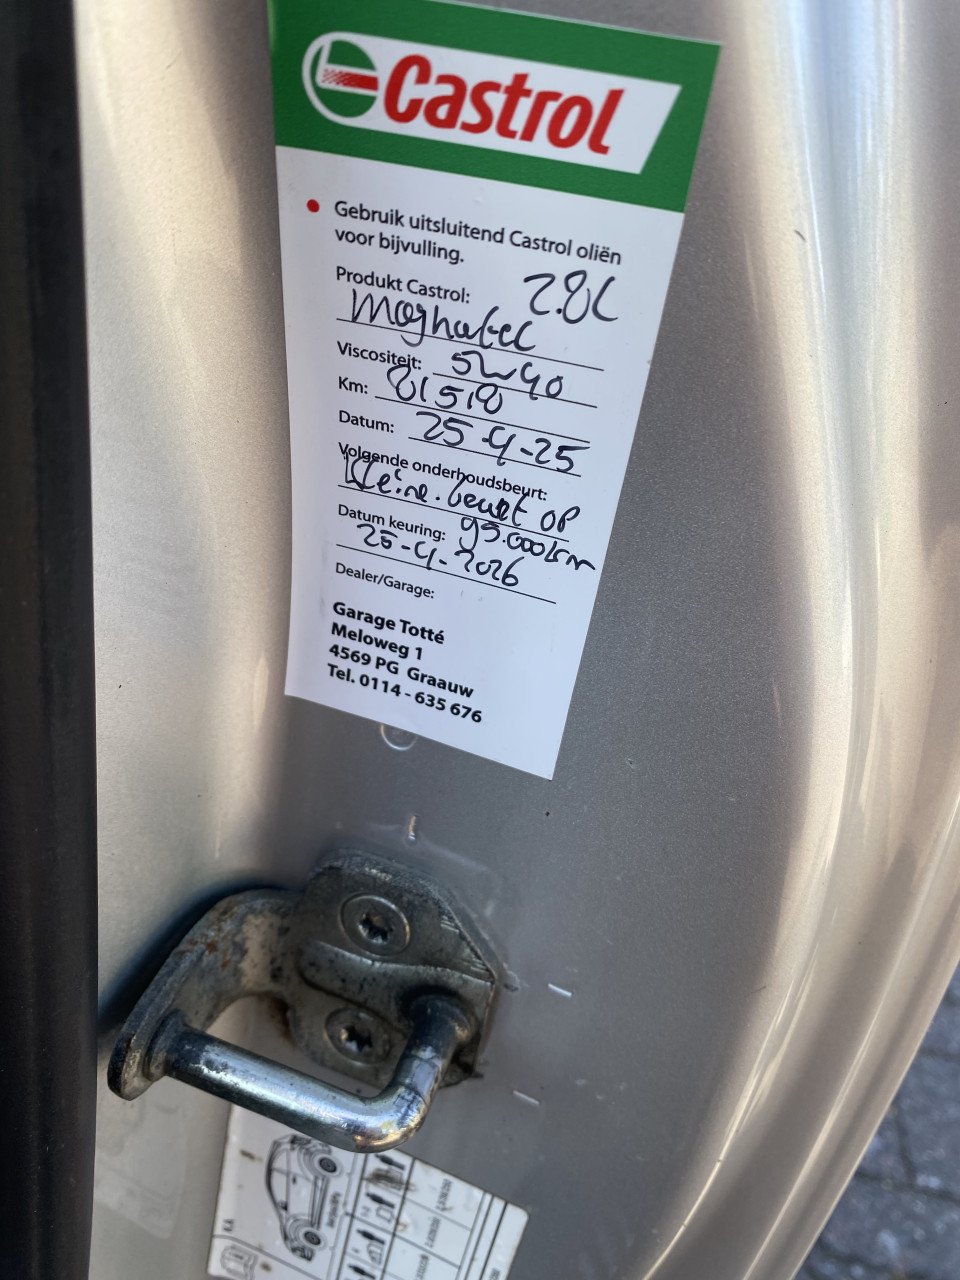 Castrol
Gebruik uitsluitend Castrol oliën
voor bijvulling.
Produkt Castrol: 2.8L
Magnatec
Viscositeit: 5w40
Km: 81518
Datum: 25-4-25
Volgende onderhoudsbeurt:
Kleine beurt op
95.000km
Datum keuring:
25-4-2026
Dealer/Garage:
Garage Totté
Meloweg 1
4569 PG Graauw
Tel. 0114 - 635 676
KA